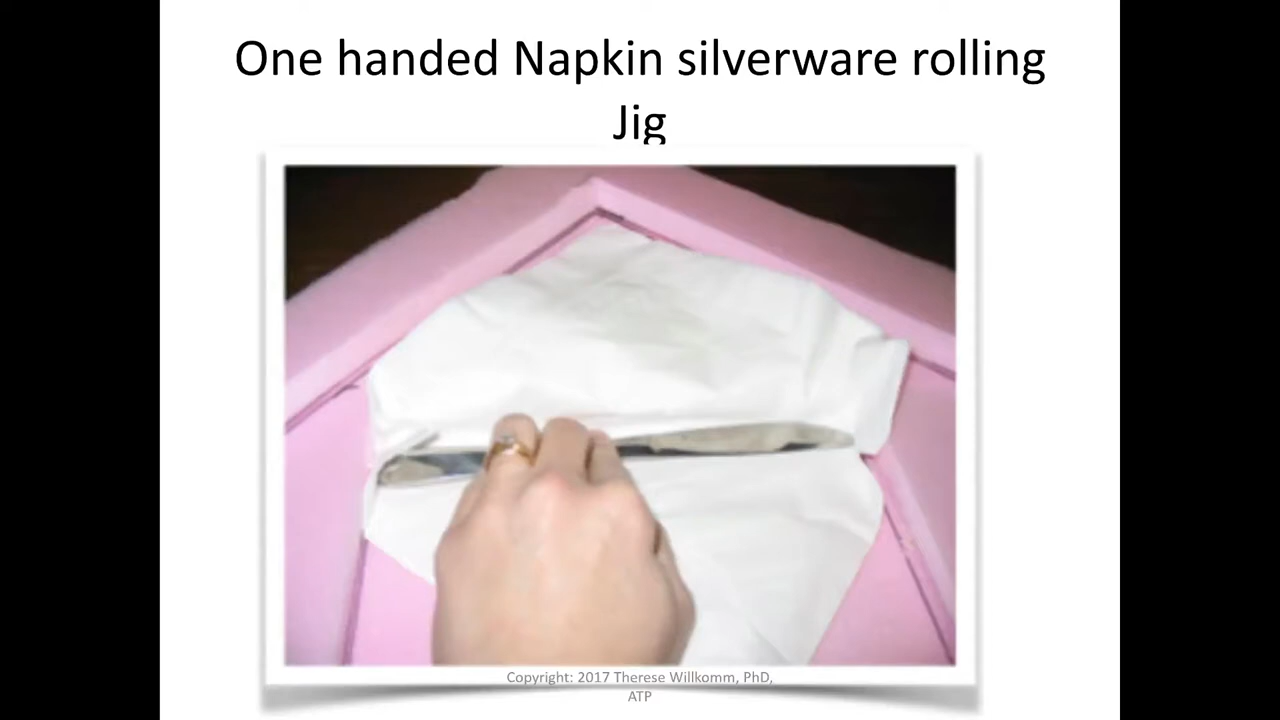 One handed Napkin silverware rolling
Jig
Copyright: 2017 Therese Willkomm, PhD,
ATP